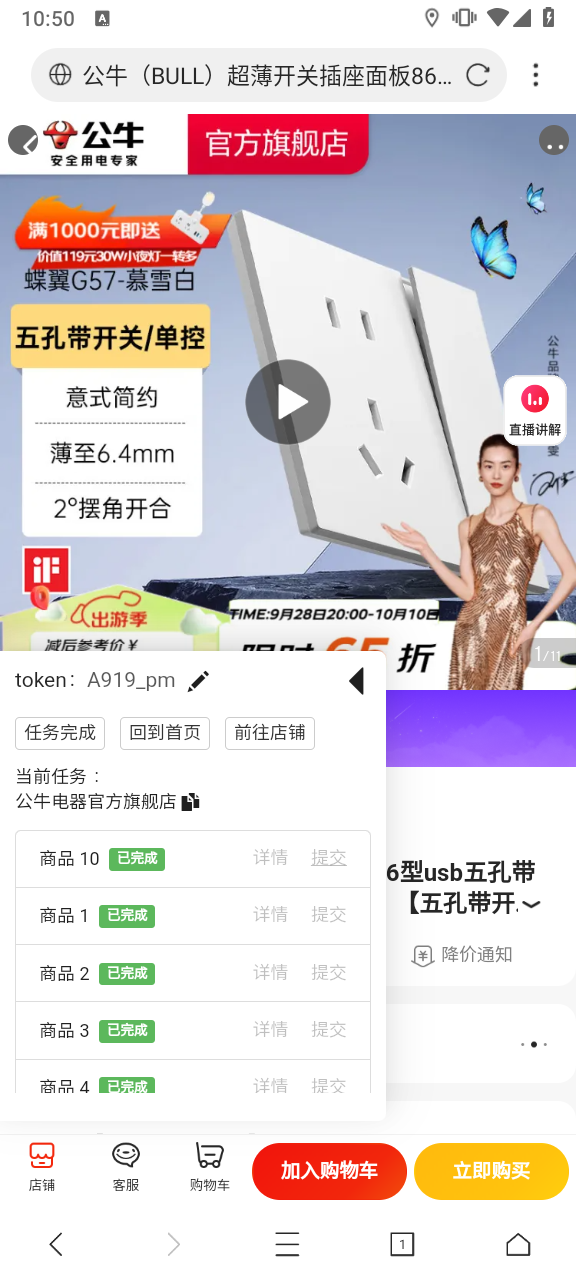 10:50
A
公牛（BULL）超薄开关插座面板86...
公牛
安全用电专家
官方旗舰店
满1000元即送
价值119元30W小夜灯一转多
蝶翼G57-慕雪白
五孔带开关/单控
意式简约
薄至6.4mm
2°摆角开合
直播讲解
iF
出游季
TIME:9月28日20:00-10月10日
减后参考价￥
限时65折
1/11
token： A919_pm
任务完成 回到首页 前往店铺
当前任务：
公牛电器官方旗舰店
商品 10 已完成 详情 提交
商品 1 已完成 详情 提交
商品 2 已完成 详情 提交
商品 3 已完成 详情 提交
商品 4 已完成 详情 提交
6型usb五孔带
【五孔带开.
降价通知
店铺 客服 购物车 加入购物车 立即购买
1